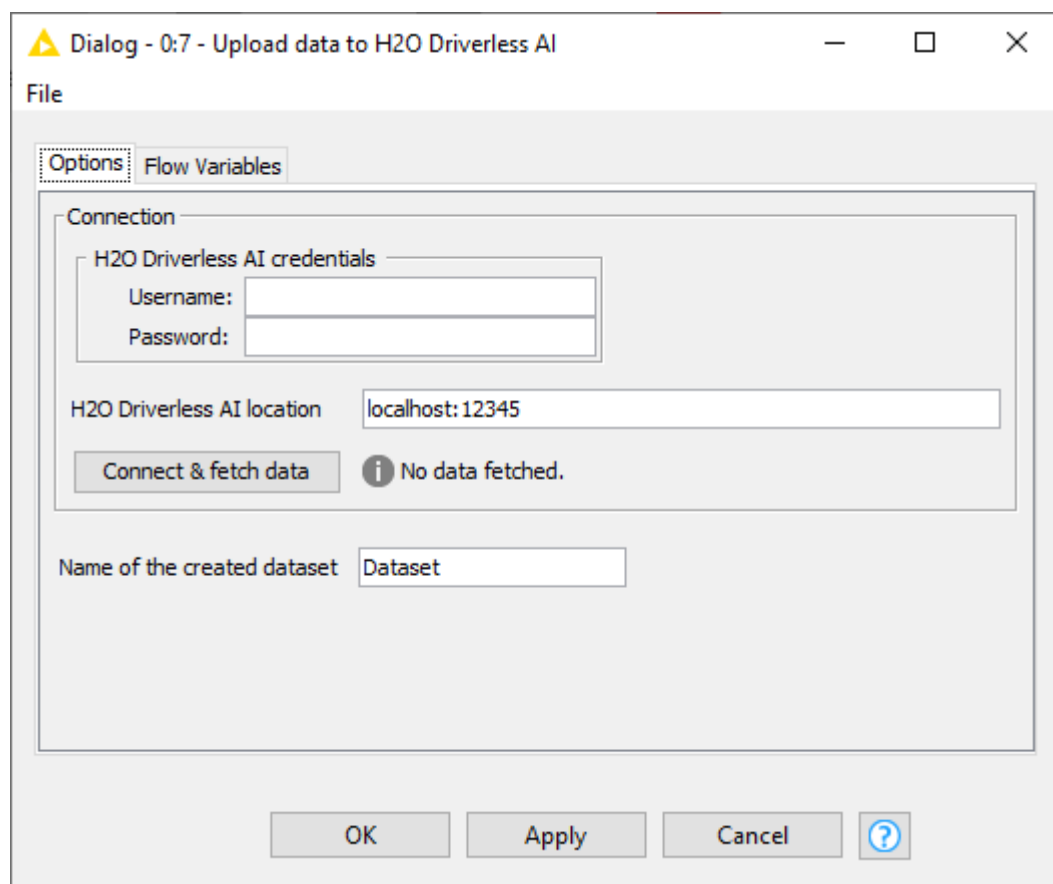 Dialog - 0:7 - Upload data to H2O Driverless AI
File
Options Flow Variables
Connection
H2O Driverless AI credentials
Username:
Password:
H2O Driverless AI location localhost:12345
Connect & fetch data i No data fetched.
Name of the created dataset Dataset
OK Apply Cancel ?